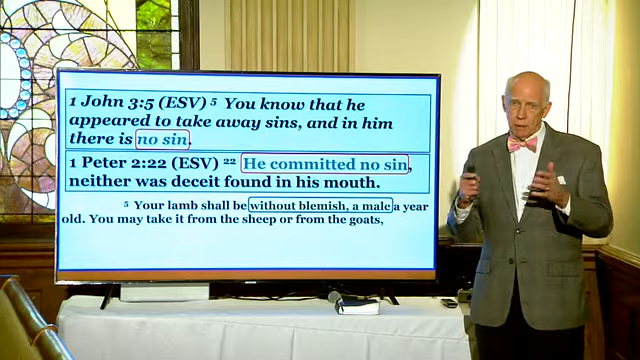 1 John 3:5 (ESV) 5 You know that he
appeared to take away sins, and in him
there is no sin.
1 Peter 2:22 (ESV) 22 He committed no sin,
neither was deceit found in his mouth.
5 Your lamb shall be without blemish, a male a year
old. You may take it from the sheep or from the goats,